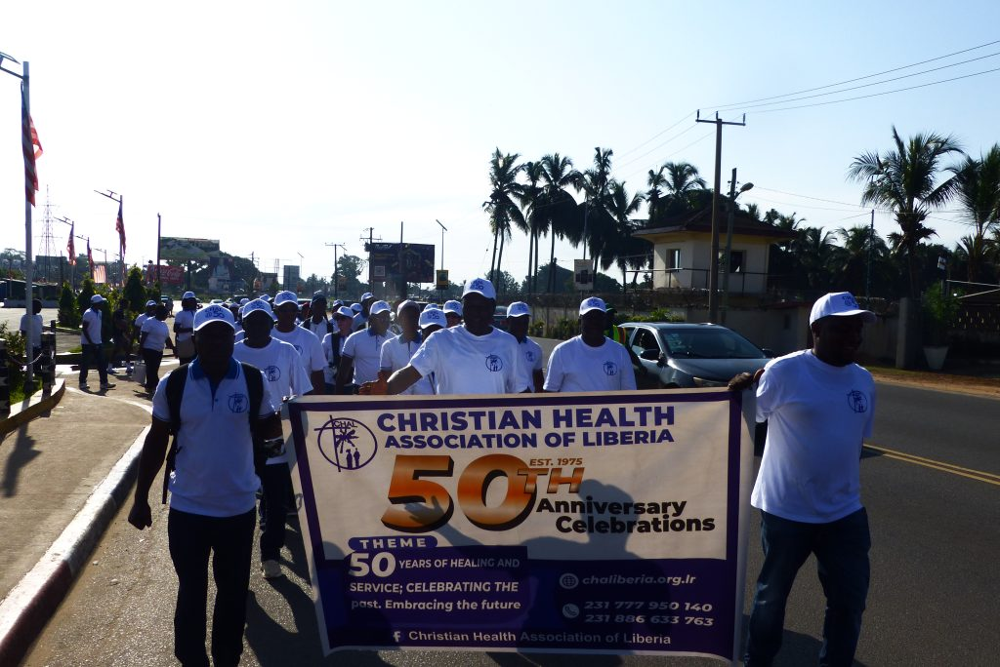 CHAL
CHRISTIAN HEALTH
ASSOCIATION OF LIBERIA
EST. 1975
50TH
Anniversary
Celebrations
THEME
50 YEARS OF HEALING AND
SERVICE; CELEBRATING THE
past. Embracing the future
chaliberia.org.lr
231 777 950 140
231 886 633 763
f Christian Health Association of Liberia